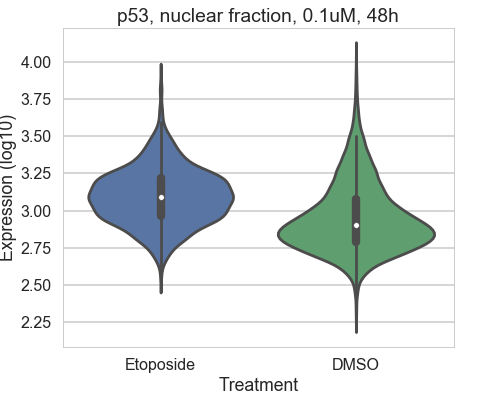 p53, nuclear fraction, 0.1uM, 48h
Expression (log10)
4.00
3.75
3.50
3.25
3.00
2.75
2.50
2.25
Etoposide
DMSO
Treatment